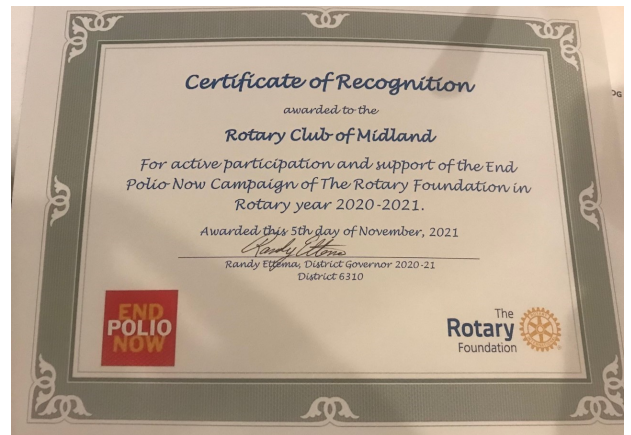 Certificate of Recognition
awarded to the
Rotary Club of Midland
For active participation and support of the End
Polio Now Campaign of The Rotary Foundation in
Rotary year 2020-2021.
Awarded this 5th day of November, 2021
Randy Ettema
Randy Ettema, District Governor 2020-21
District 6310
END
POLIO
NOW
The
Rotary
Foundation